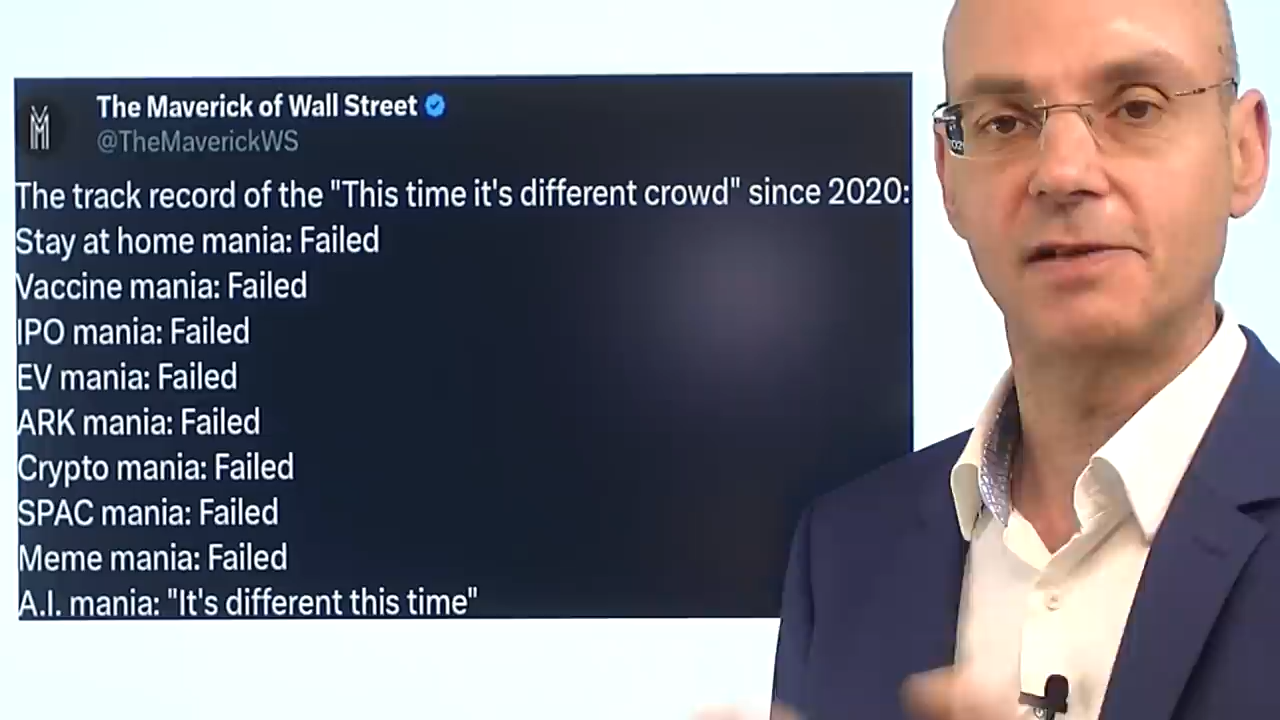 The Maverick of Wall Street
@TheMaverickWS
The track record of the "This time it's different crowd" since 2020:
Stay at home mania: Failed
Vaccine mania: Failed
IPO mania: Failed
EV mania: Failed
ARK mania: Failed
Crypto mania: Failed
SPAC mania: Failed
Meme mania: Failed
A.I. mania: "It's different this time"